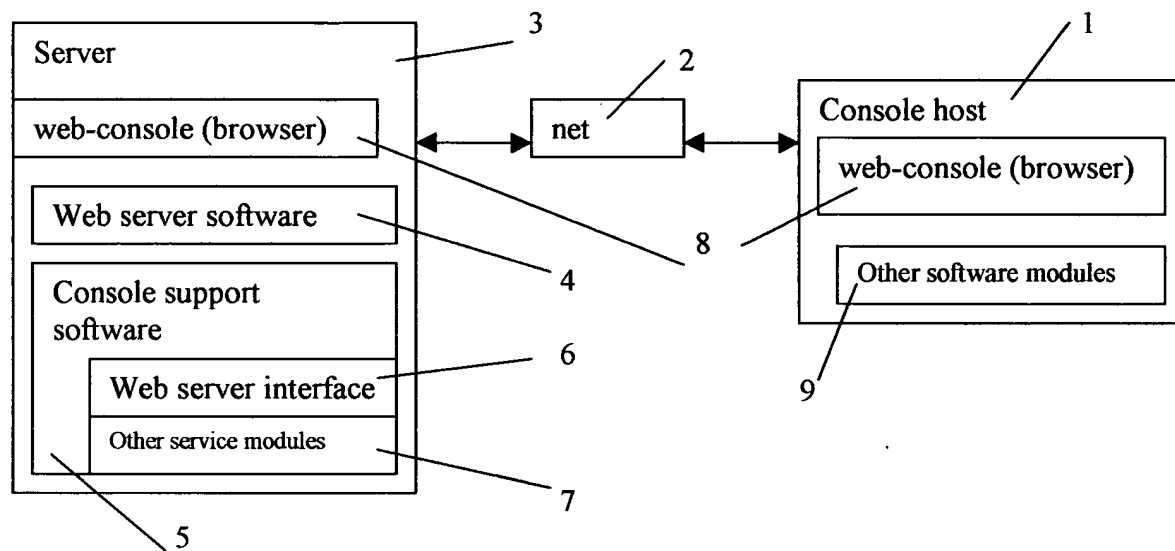 Server
3
web-console (browser)
Web server software
4
Console support
software
6
Web server interface
Other service modules
7
5
2
net
8
1
Console host
web-console (browser)
Other software modules
9